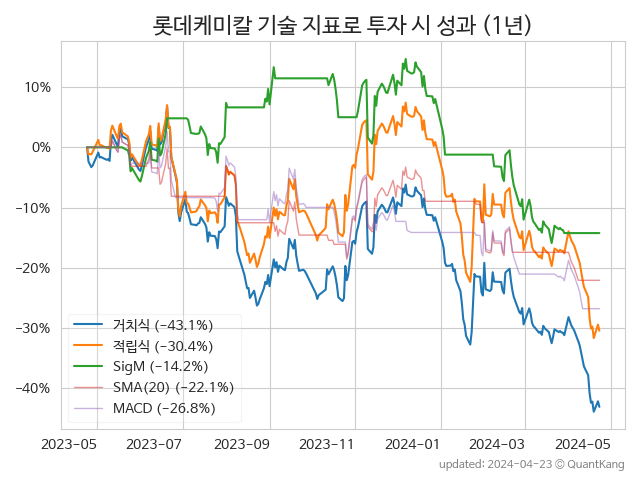 롯데케미칼 기술 지표로 투자 시 성과 (1년)
10%
0%
−10%
−20%
−30%
−40%
거치식 (−43.1%)
적립식 (−30.4%)
SigM (−14.2%)
SMA(20) (−22.1%)
MACD (−26.8%)
2023-05 2023-07 2023-09 2023-11 2024-01 2024-03 2024-05
updated: 2024-04-23 © QuantKang